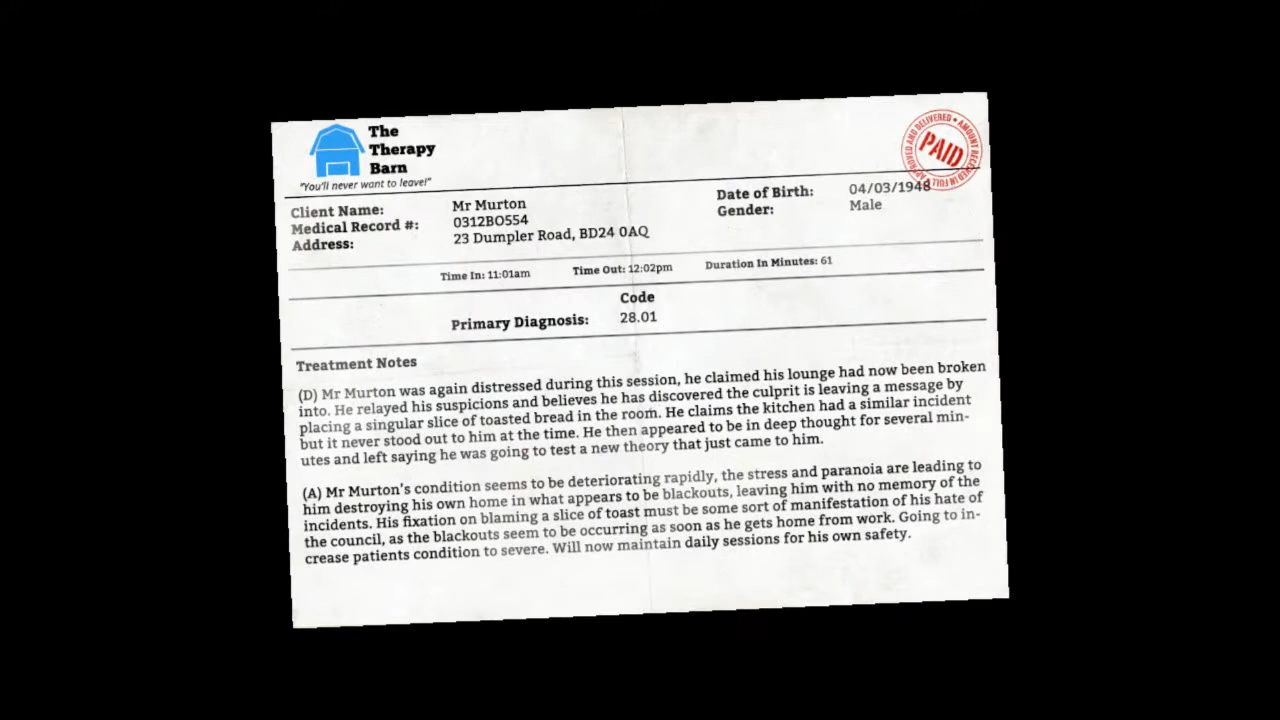 The
Therapy
Barn
"You'll never want to leave!"
APPROVED AND DELIVERED • AMOUNT RECEIVED IN FULL
PAID
Client Name: Mr Murton Date of Birth: 04/03/1948
Medical Record #: 0312BO554 Gender: Male
Address: 23 Dumpler Road, BD24 0AQ
Time In: 11:01am Time Out: 12:02pm Duration In Minutes: 61
Code
Primary Diagnosis: 28.01
Treatment Notes
(D) Mr Murton was again distressed during this session, he claimed his lounge had now been broken
into. He relayed his suspicions and believes he has discovered the culprit is leaving a message by
placing a singular slice of toasted bread in the room. He claims the kitchen had a similar incident
but it never stood out to him at the time. He then appeared to be in deep thought for several min-
utes and left saying he was going to test a new theory that just came to him.
(A) Mr Murton's condition seems to be deteriorating rapidly, the stress and paranoia are leading to
him destroying his own home in what appears to be blackouts, leaving him with no memory of the
incidents. His fixation on blaming a slice of toast must be some sort of manifestation of his hate of
the council, as the blackouts seem to be occurring as soon as he gets home from work. Going to in-
crease patients condition to severe. Will now maintain daily sessions for his own safety.